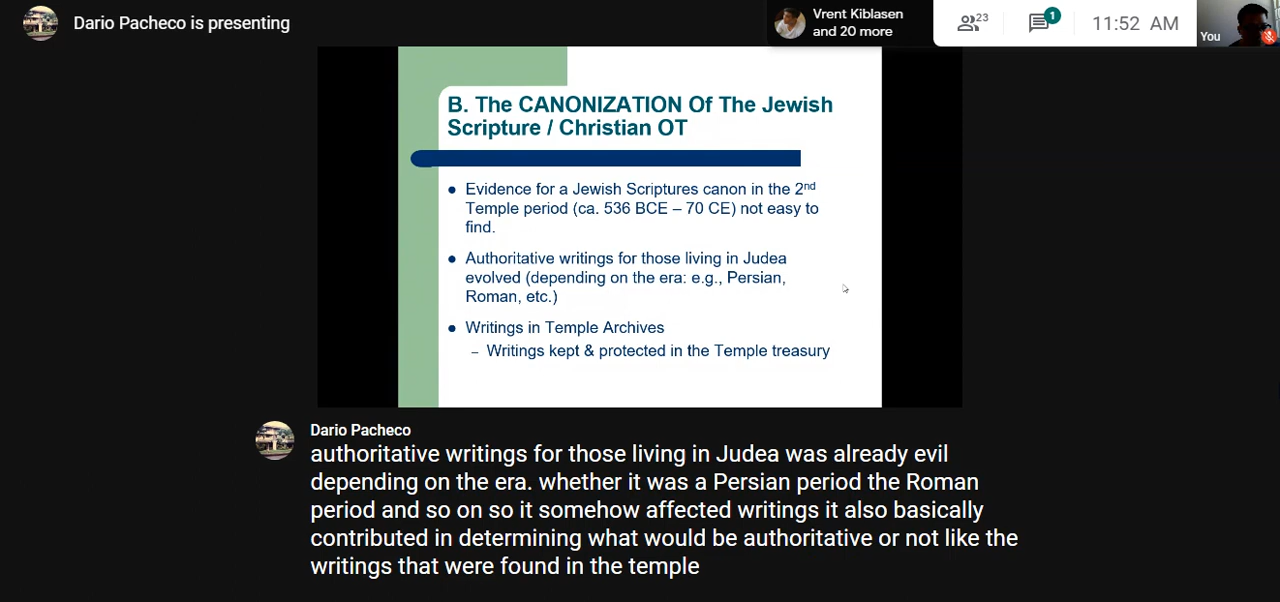 Dario Pacheco is presenting
Vrent Kiblasen
and 20 more
23
1
11:52 AM
You
B. The CANONIZATION Of The Jewish
Scripture / Christian OT
• Evidence for a Jewish Scriptures canon in the 2nd
Temple period (ca. 536 BCE – 70 CE) not easy to
find.
• Authoritative writings for those living in Judea
evolved (depending on the era: e.g., Persian,
Roman, etc.)
• Writings in Temple Archives
– Writings kept & protected in the Temple treasury
Dario Pacheco
authoritative writings for those living in Judea was already evil
depending on the era. whether it was a Persian period the Roman
period and so on so it somehow affected writings it also basically
contributed in determining what would be authoritative or not like the
writings that were found in the temple